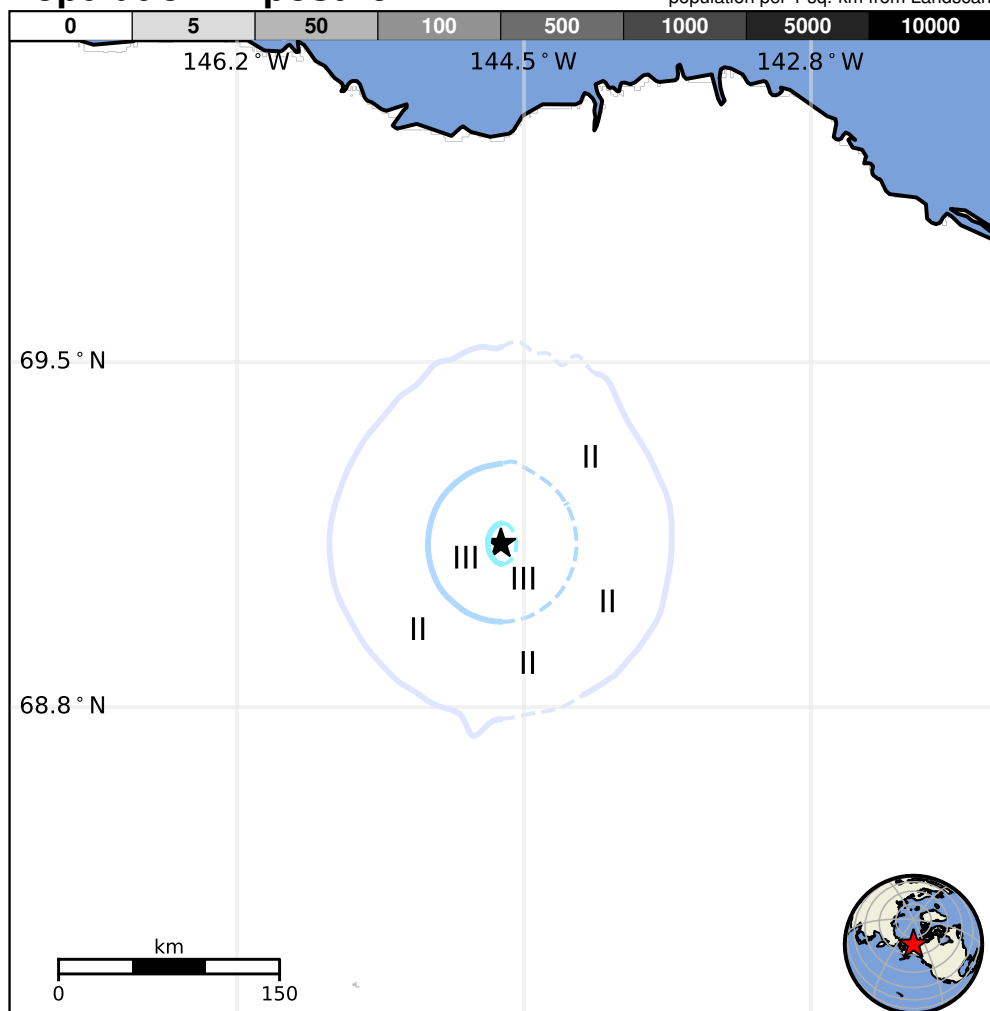 population per 1 sq. km from Landscan
0 5 50 100 500 1000 5000 10000
146.2°W 144.5°W 142.8°W
69.5°N
II
III
III
II
II
II
68.8°N
km
0 150